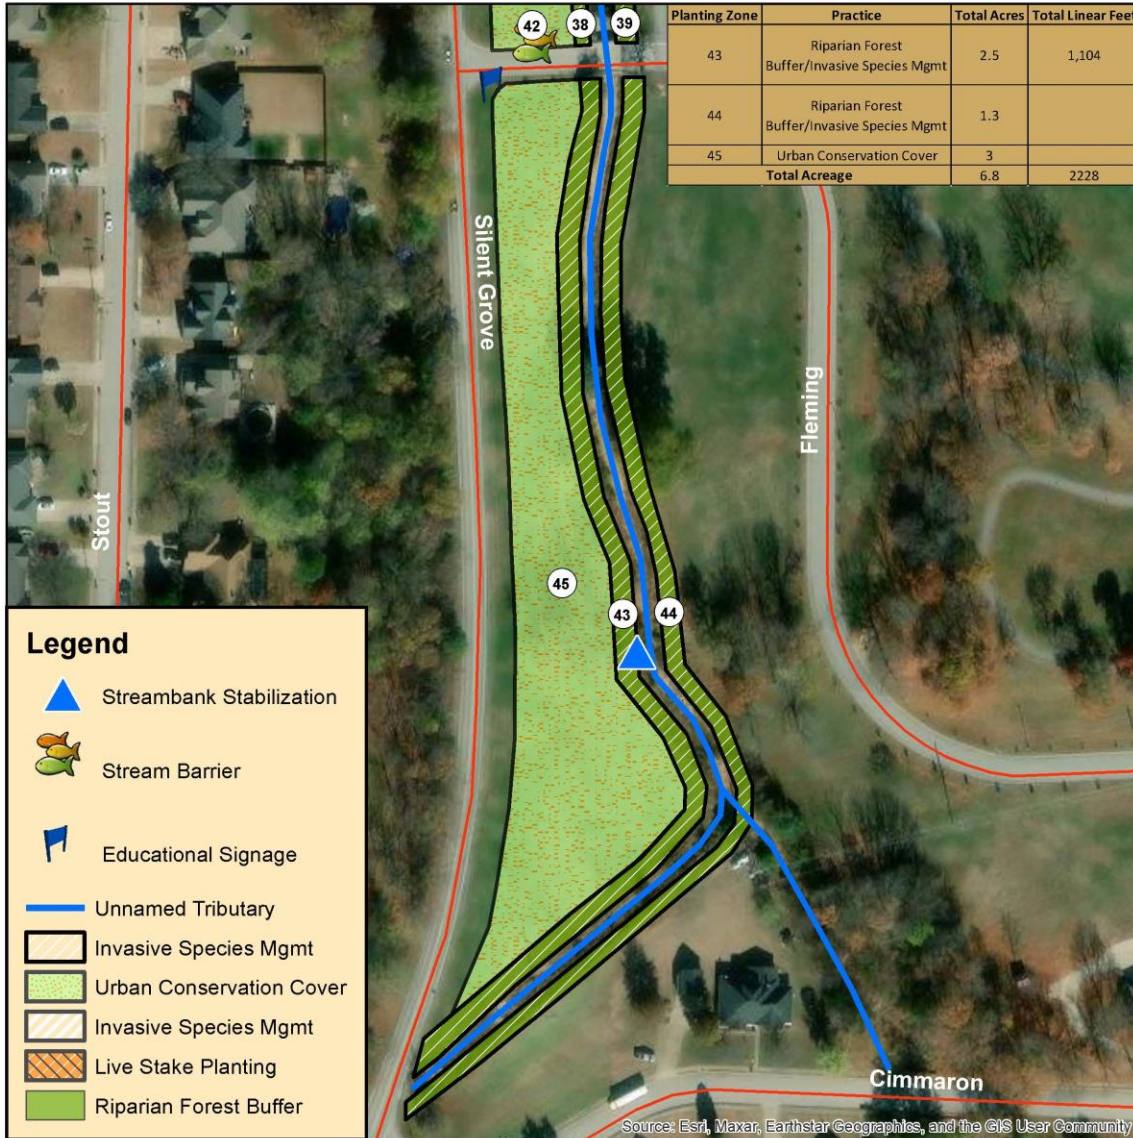 42
38
39
Planting Zone Practice Total Acres Total Linear Feet
43 Riparian Forest Buffer/Invasive Species Mgmt 2.5 1,104
44 Riparian Forest Buffer/Invasive Species Mgmt 1.3
45 Urban Conservation Cover 3
Total Acreage 6.8 2228
Silent Grove
Fleming
Stout
45
43
44
Legend
Streambank Stabilization
Stream Barrier
Educational Signage
Unnamed Tributary
Invasive Species Mgmt
Urban Conservation Cover
Invasive Species Mgmt
Live Stake Planting
Riparian Forest Buffer
Cimmaron
Source: Esri, Maxar, Earthstar Geographics, and the GIS User Community